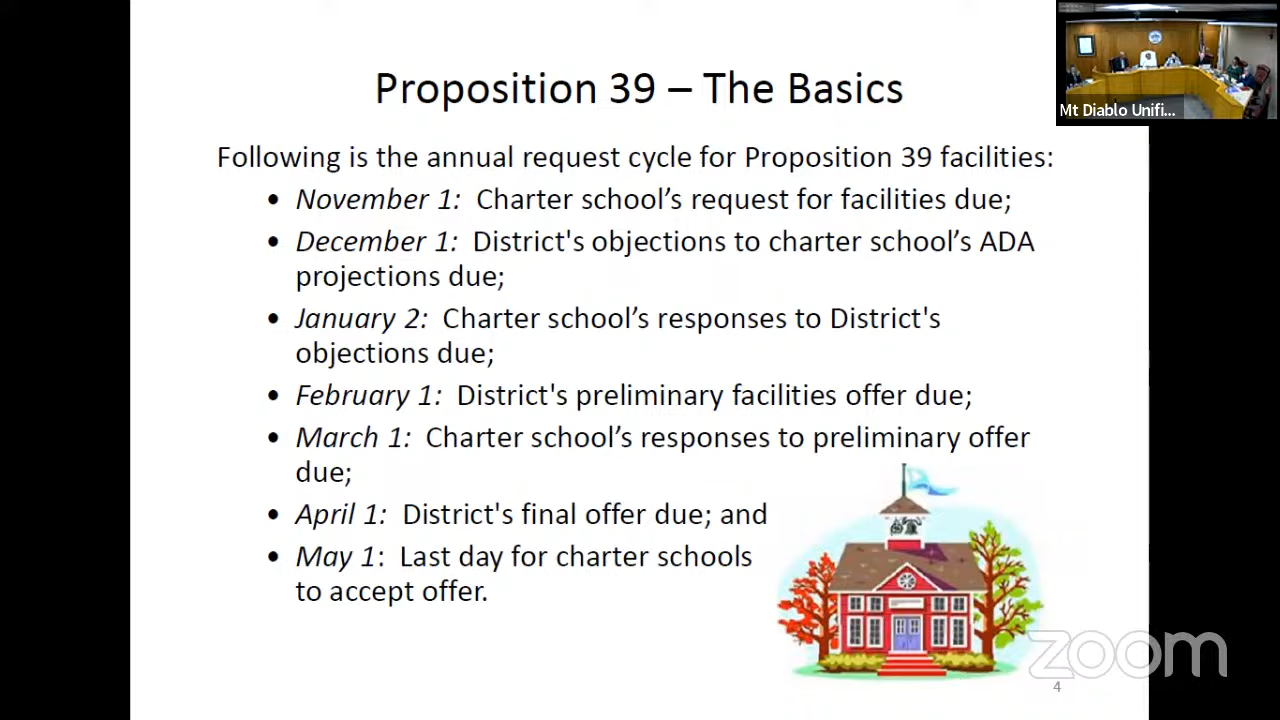 Proposition 39 – The Basics
Mt Diablo Unifi...
Following is the annual request cycle for Proposition 39 facilities:
• November 1: Charter school’s request for facilities due;
• December 1: District's objections to charter school’s ADA
projections due;
• January 2: Charter school’s responses to District's
objections due;
• February 1: District's preliminary facilities offer due;
• March 1: Charter school’s responses to preliminary offer
due;
• April 1: District's final offer due; and
• May 1: Last day for charter schools
to accept offer.
zoom
4